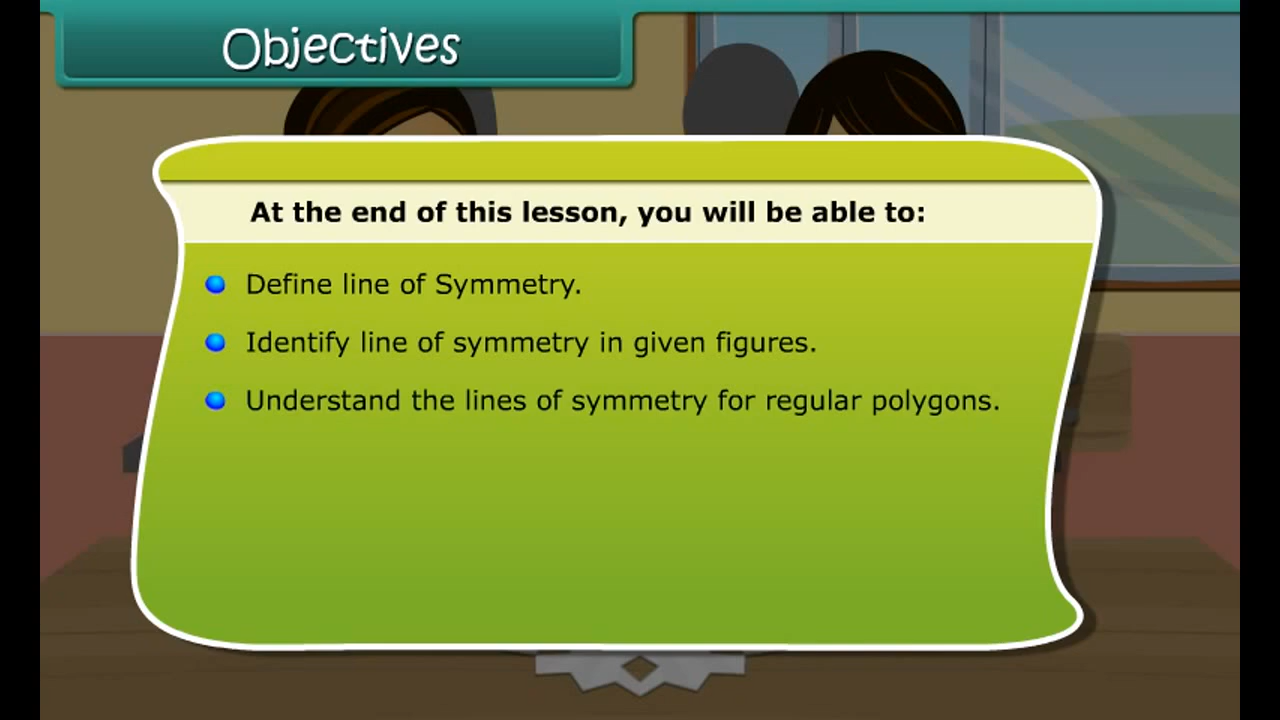 Objectives
At the end of this lesson, you will be able to:
Define line of Symmetry.
Identify line of symmetry in given figures.
Understand the lines of symmetry for regular polygons.